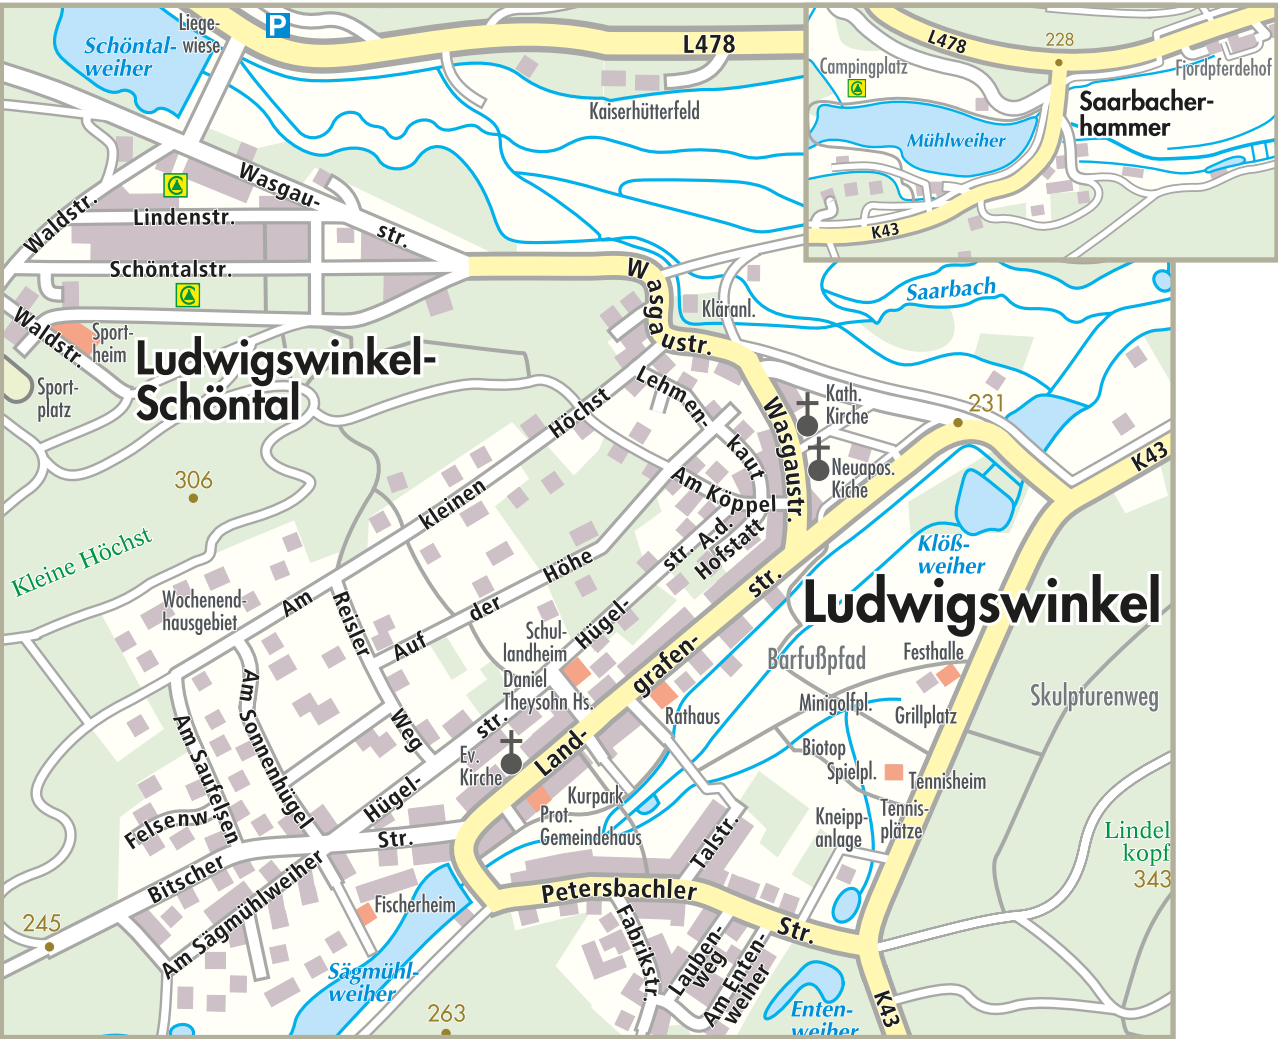 Liege-
wiese
P
Schöntal-
weiher
L478
Kaiserhütterfeld
L478
228
Campingplatz
Fjordpferdehof
Saarbacher-
hammer
Mühlweiher
K43
Waldstr.
Wasgau-
str.
Lindenstr.
Schöntalstr.
Waldstr.
Sport-
heim
Sport-
platz
Ludwigswinkel-
Schöntal
Wasgaustr.
Kläranl.
Saarbach
Lehmen-
kaut
Wasgaustr.
Kath.
Kirche
Neuapos.
Kiche
231
K43
306
Kleine Höchst
Am
kleinen
Höchst
Am Köppel
str.
A.d.
Hofstatt
Klöß-
weiher
Ludwigswinkel
Wochenend-
hausgebiet
Reisler
Weg
Auf
der
Höhe
Hügel-
Schul-
landheim
Daniel
Theysohn Hs.
Land-
grafen-
str.
Rathaus
Barfußpfad
Festhalle
Minigolfpl.
Grillplatz
Skulpturenweg
Biotop
Spielpl.
Tennisheim
Tennis-
plätze
Kneipp-
anlage
Am Sonnenhügel
Am Saufelsen
Felsenw.
Hügel-
str.
Ev.
Kirche
Kurpark
Prot.
Gemeindehaus
Talstr.
Lindel
kopf
343
Bitscher
Str.
Am Sägmühlweiher
Fischerheim
Petersbachler
Str.
245
Sägmühl-
weiher
263
Fabrikstr.
Lauben-
weg
Am Enten-
weiher
Enten-
weiher
K43